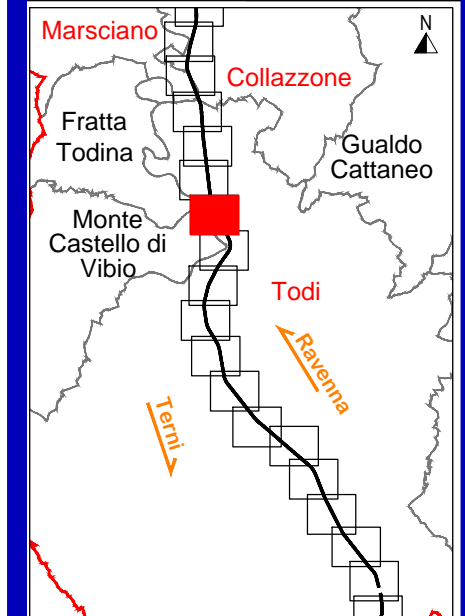 Marsciano
N
Collazzone
Fratta
Todina
Gualdo
Cattaneo
Monte
Castello di
Vibio
Todi
Ravenna
Terni